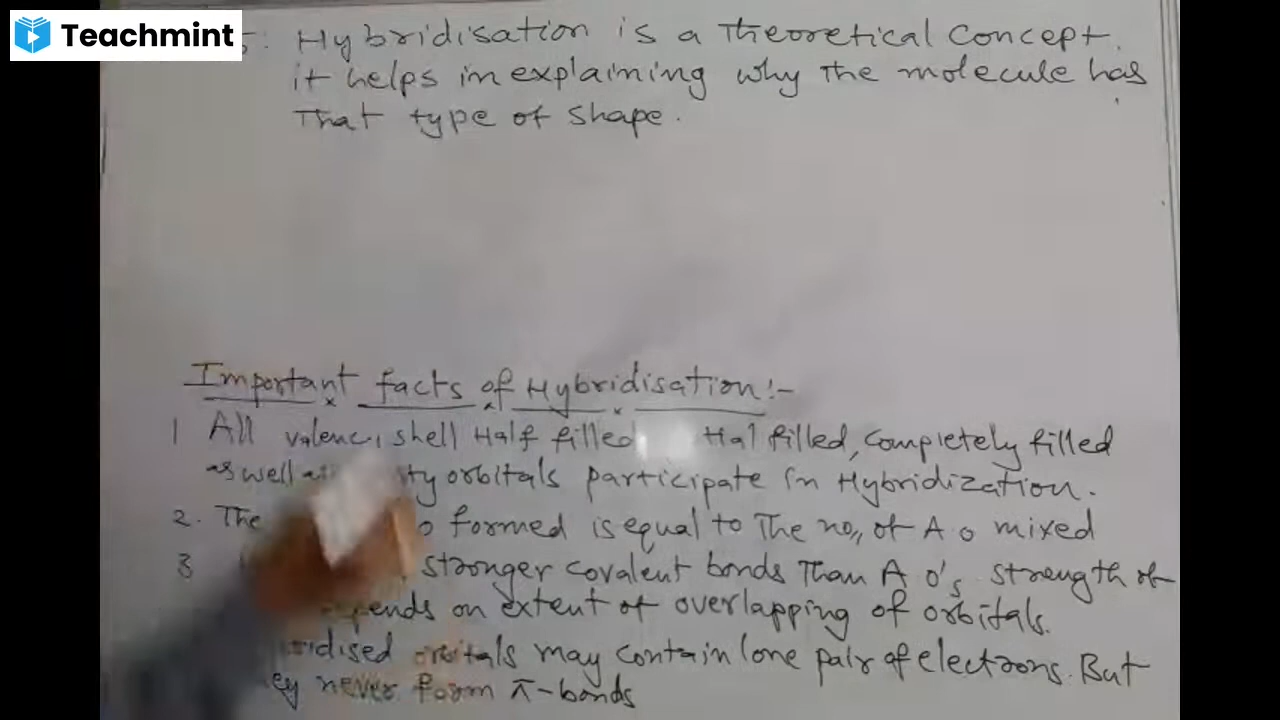 Teachmint
5. Hybridisation is a Theoretical Concept.
it helps in explaining why The molecule has
That type of shape.
Important facts of Hybridisation:-
1 All valenc shell Half filled Hal filled, Completely filled
as well as orbitals participate in Hybridization.
2. The o formed is equal to The no,, of A o mixed
3 stronger covalent bonds Than A o's strength of
on extent of overlapping of orbitals.
orbitals may contain lone pair of electrons. But
never form π-bonds